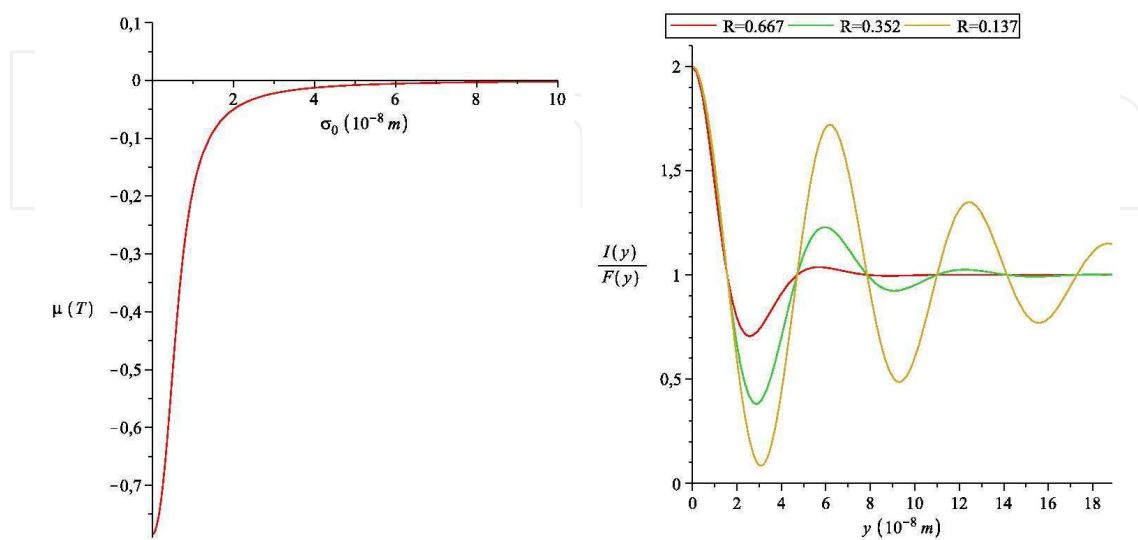 0,1
0
2 4 6 8 10
σ₀ (10⁻⁸ m)
−0,1
−0,2
−0,3
μ (T)
−0,4
−0,5
−0,6
−0,7
R=0.667 R=0.352 R=0.137
2
1,5
I(y)
F(y)
1
0,5
0
0 2 4 6 8 10 12 14 16 18
y (10⁻⁸ m)